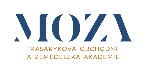 MOZA
MASARYKOVA OBCHODNÍ
A ZEMĚDĚLSKÁ AKADEMIE